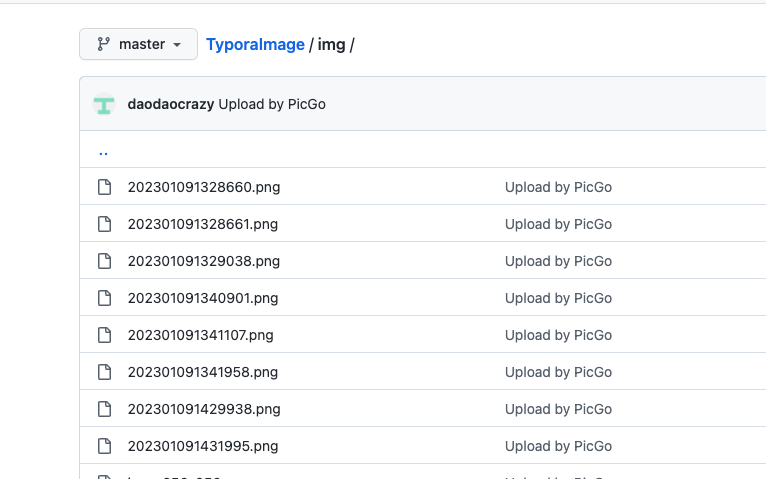 master TyporaImage / img /
daodaocrazy Upload by PicGo
..
202301091328660.png Upload by PicGo
202301091328661.png Upload by PicGo
202301091329038.png Upload by PicGo
202301091340901.png Upload by PicGo
202301091341107.png Upload by PicGo
202301091341958.png Upload by PicGo
202301091429938.png Upload by PicGo
202301091431995.png Upload by PicGo